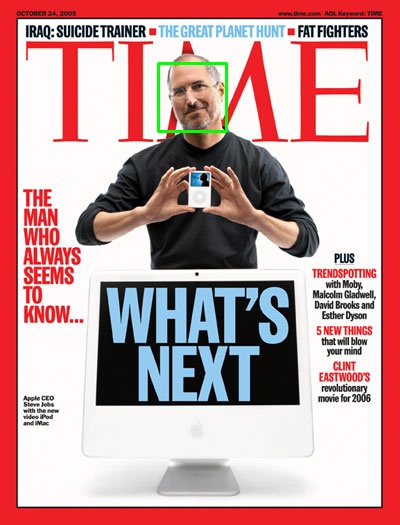 OCTOBER 24, 2005
www.time.com AOL Keyword: TIME
IRAQ: SUICIDE TRAINER ■ THE GREAT PLANET HUNT ■ FAT FIGHTERS
TIME
THE
MAN
WHO
ALWAYS
SEEMS
TO
KNOW...
WHAT'S
NEXT
PLUS
TRENDSPOTTING
with Moby,
Malcolm Gladwell,
David Brooks and
Esther Dyson
5 NEW THINGS
that will blow
your mind
CLINT
EASTWOOD'S
revolutionary
movie for 2006
Apple CEO
Steve Jobs
with the new
video iPod
and iMac